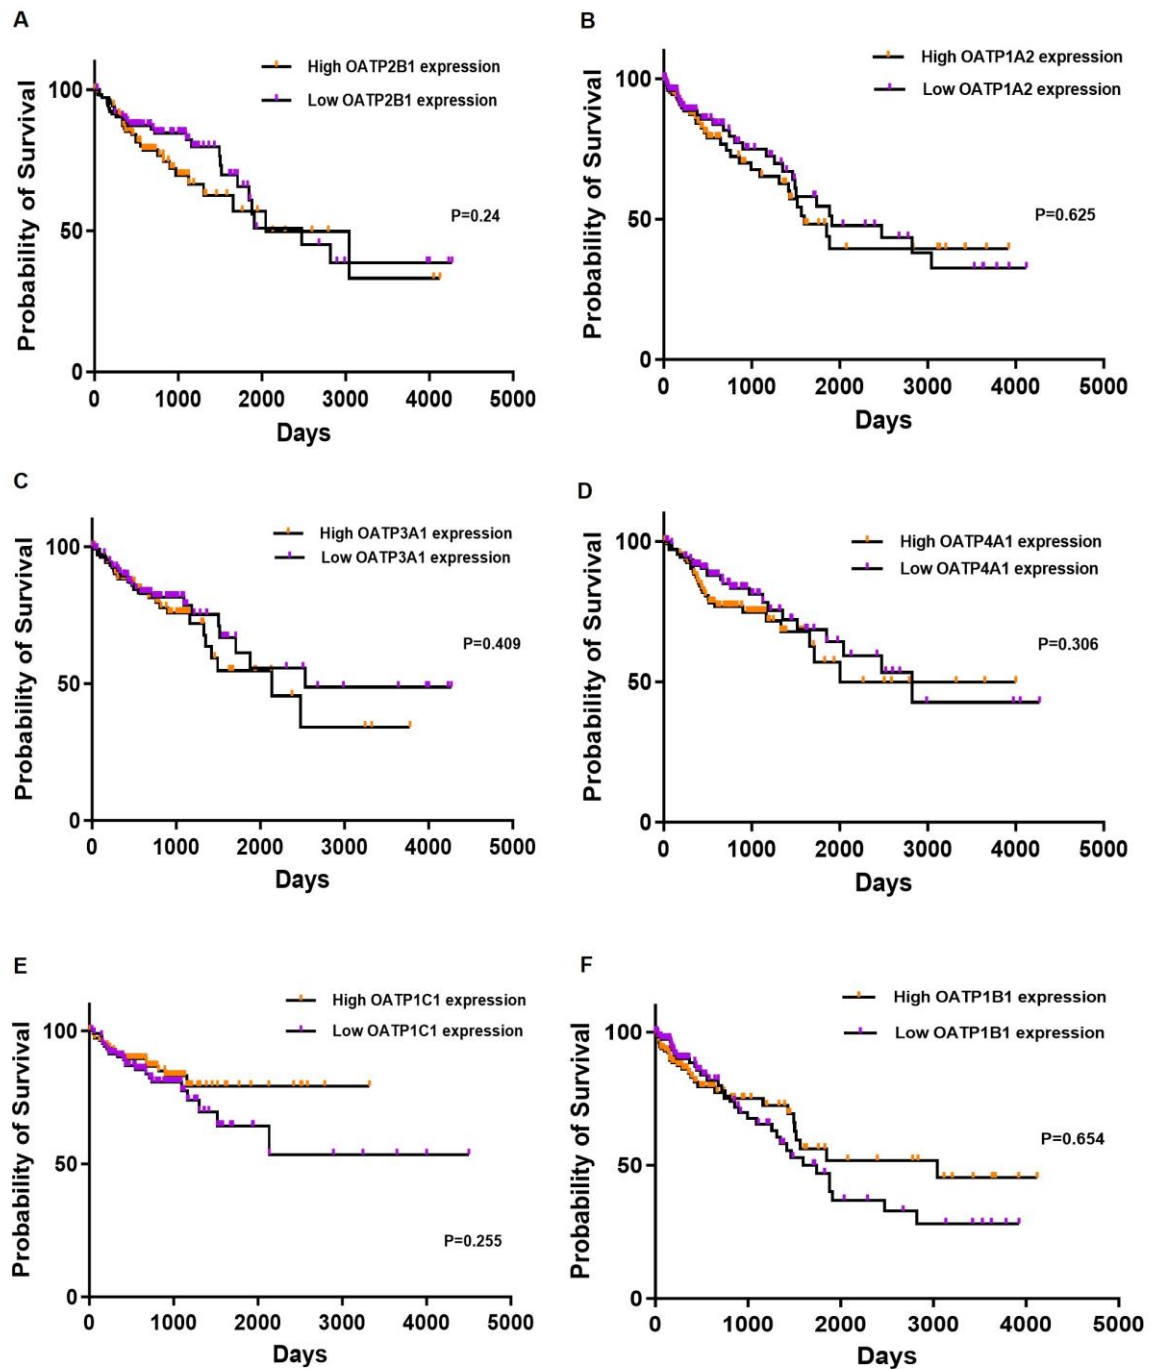 A
High OATP2B1 expression
Low OATP2B1 expression
Probability of Survival
100
50
0
P=0.24
0 1000 2000 3000 4000 5000
Days
B
High OATP1A2 expression
Low OATP1A2 expression
Probability of Survival
100
50
0
P=0.625
0 1000 2000 3000 4000 5000
Days
C
High OATP3A1 expression
Low OATP3A1 expression
Probability of Survival
100
50
0
P=0.409
0 1000 2000 3000 4000 5000
Days
D
High OATP4A1 expression
Low OATP4A1 expression
Probability of Survival
100
50
0
P=0.306
0 1000 2000 3000 4000 5000
Days
E
High OATP1C1 expression
Low OATP1C1 expression
Probability of Survival
100
50
0
P=0.255
0 1000 2000 3000 4000 5000
Days
F
High OATP1B1 expression
Low OATP1B1 expression
Probability of Survival
100
50
0
P=0.654
0 1000 2000 3000 4000 5000
Days